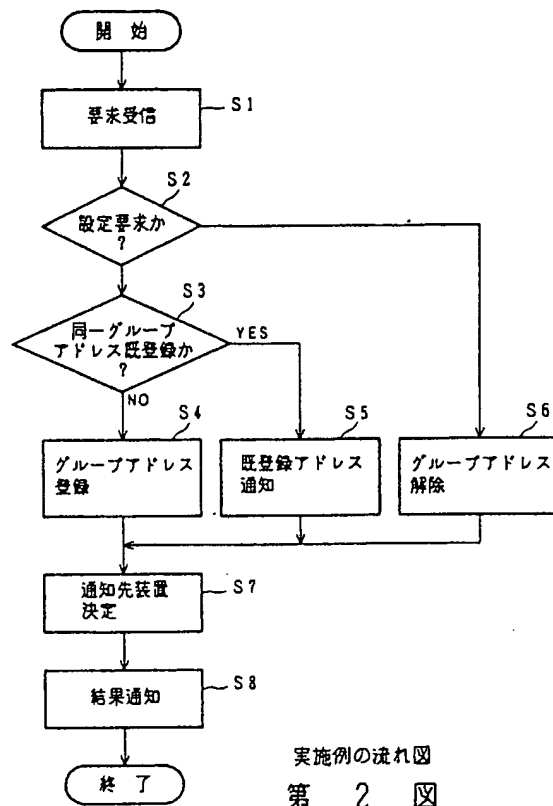 開 始
要求受信
S1
S2
設定要求か
?
S3
同一グループ
アドレス既登録か
?
YES
NO
S4
グループアドレス
登録
S5
既登録アドレス
通知
S6
グループアドレス
解除
通知先装置
決定
S7
結果通知
S8
終 了
実施例の流れ図
第 2 図